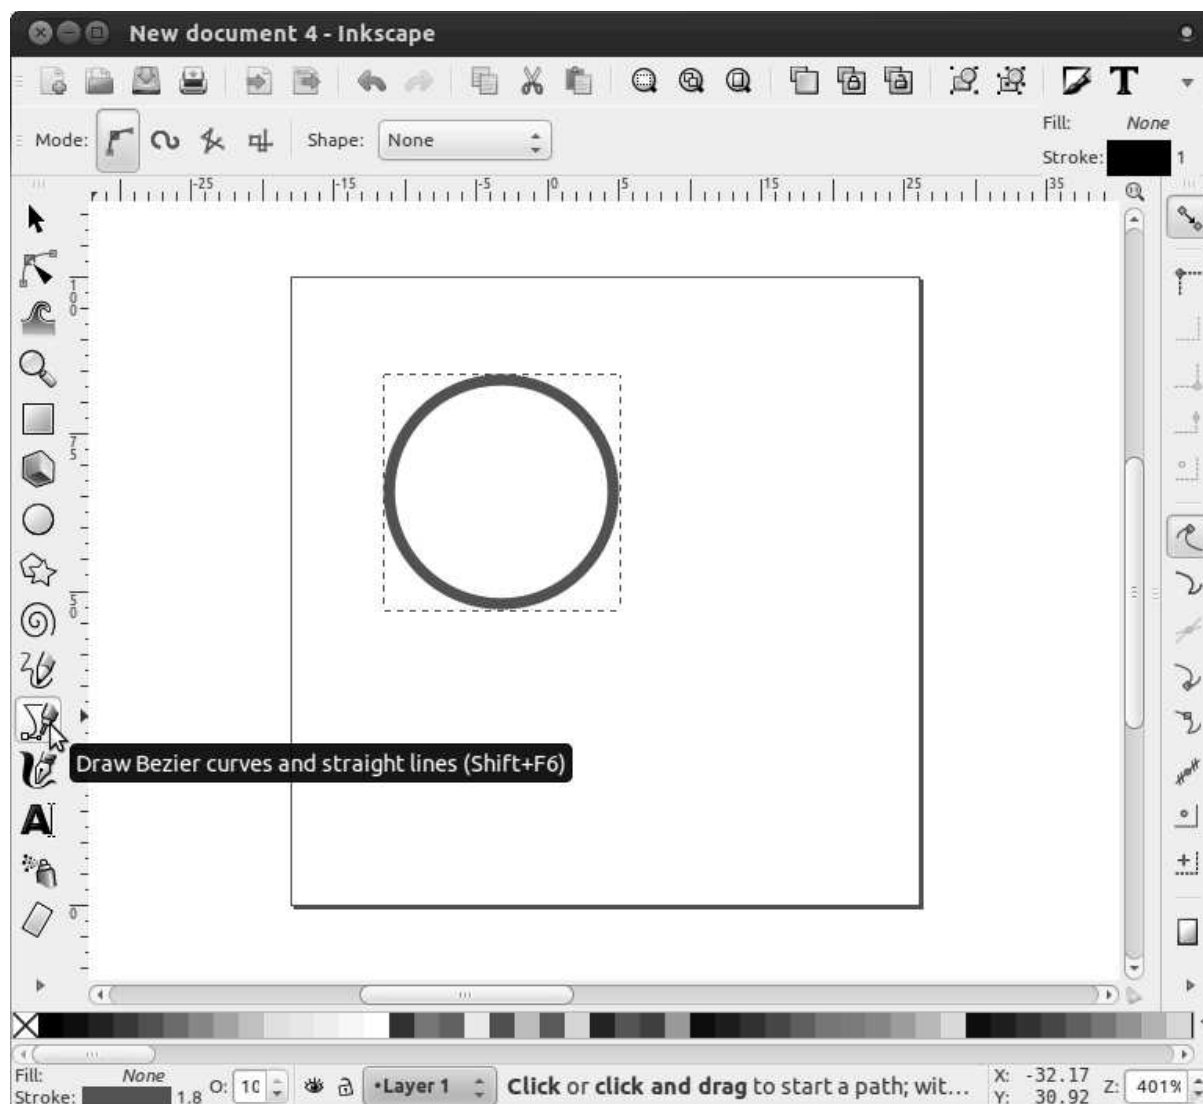 New document 4 - Inkscape
Mode:
Shape:
None
Fill:
None
Stroke:
1
-25
-15
-5
0
5
15
25
35
100
75
50
0
Draw Bezier curves and straight lines (Shift+F6)
Fill:
None
Stroke:
1.8
O:
10
•Layer 1
Click or click and drag to start a path; wit...
X: -32.17
Y: 30.92
Z:
401%